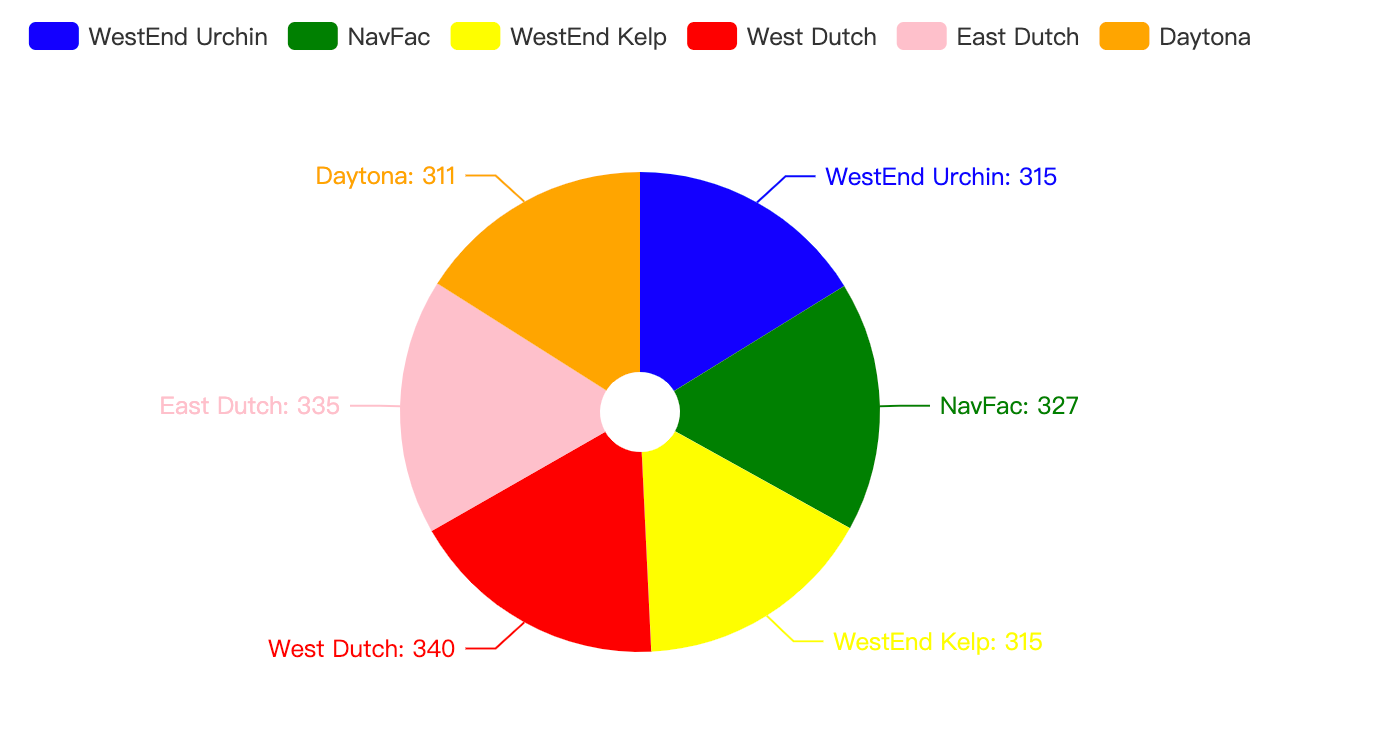 WestEnd Urchin NavFac WestEnd Kelp West Dutch East Dutch Daytona
Daytona: 311
WestEnd Urchin: 315
East Dutch: 335
NavFac: 327
West Dutch: 340
WestEnd Kelp: 315